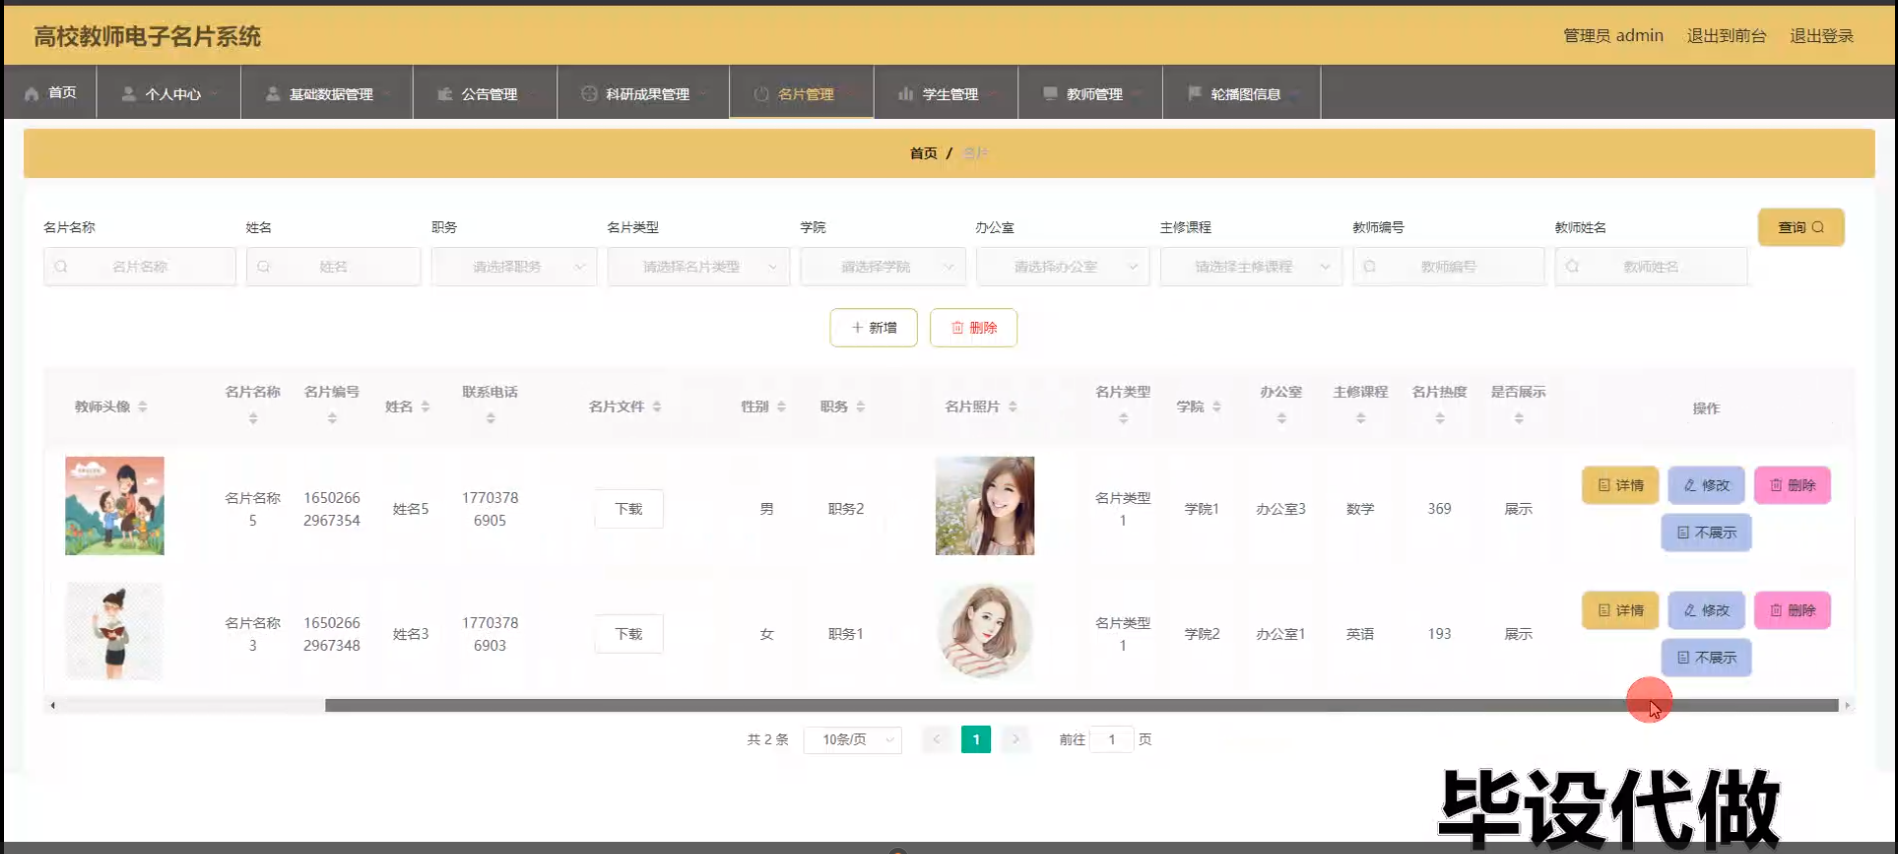 高校教师电子名片系统
管理员 admin 退出到前台 退出登录
首页 个人中心 基础数据管理 公告管理 科研成果管理 名片管理 学生管理 教师管理 轮播图信息
首页 / 名片
名片名称 姓名 职务 名片类型 学院 办公室 主修课程 教师编号 教师姓名
查询
名片名称 姓名 请选择职务 请选择名片类型 请选择学院 请选择办公室 请选择主修课程 教师编号 教师姓名
新增 删除
教师头像 名片名称 名片编号 姓名 联系电话 名片文件 性别 职务 名片照片 名片类型 学院 办公室 主修课程 名片热度 是否展示 操作
名片名称5 16502662967354 姓名5 17703786905 下载 男 职务2 名片类型1 学院1 办公室3 数学 369 展示 详情 修改 删除
不展示
名片名称3 16502662967348 姓名3 17703786903 下载 女 职务1 名片类型1 学院2 办公室1 英语 193 展示 详情 修改 删除
不展示
共 2 条 10条/页 1 前往 1 页
毕设代做